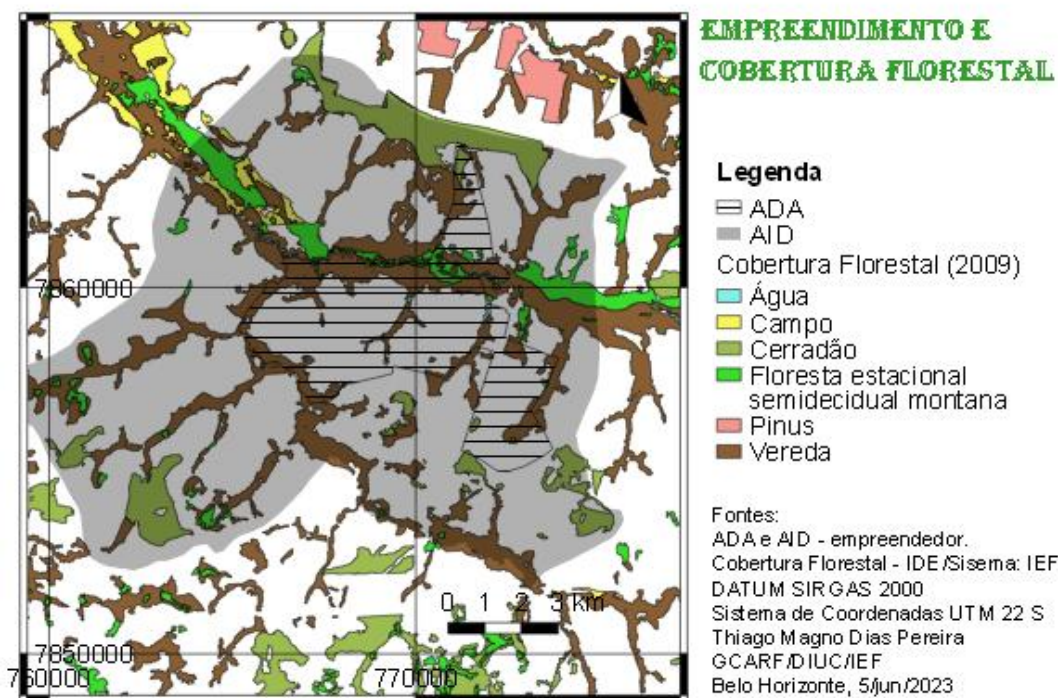 EMPREENDIMENTO E
COBERTURA FLORESTAL
Legenda
ADA
AID
Cobertura Florestal (2009)
Água
Campo
Cerradão
Floresta estacional
semidecidual montana
Pinus
Vereda
Fontes:
ADA e AID - empreendedor.
Cobertura Florestal - IDE/Sisema: IEF
DATUM SIRGAS 2000
Sistema de Coordenadas UTM 22 S
Thiago Magno Dias Pereira
GCARF/DIUC/IEF
Belo Horizonte, 5/jun/2023
7860000
0 1 2 3 km
7850000
760000 770000